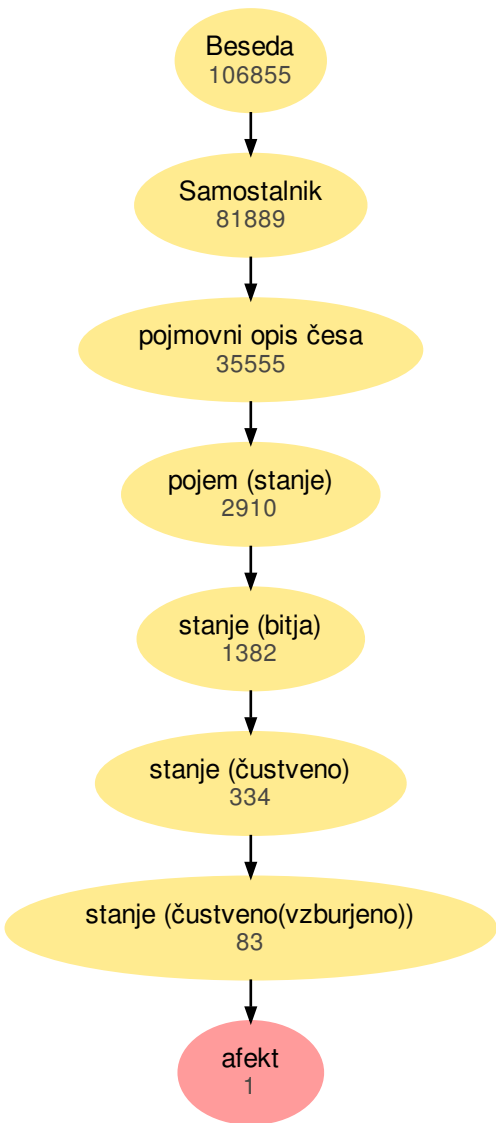 Beseda
106855
Samostalnik
81889
pojmovni opis česa
35555
pojem (stanje)
2910
stanje (bitja)
1382
stanje (čustveno)
334
stanje (čustveno(vzburjeno))
83
afekt
1